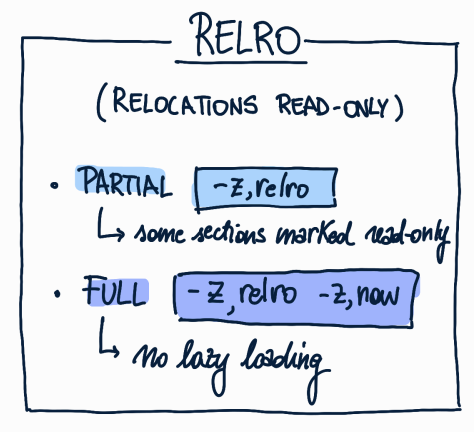 RELRO
(RELOCATIONS READ-ONLY)
• PARTIAL -z,relro
↳ some sections marked read-only
• FULL -z,relro -z,now
↳ no lazy loading